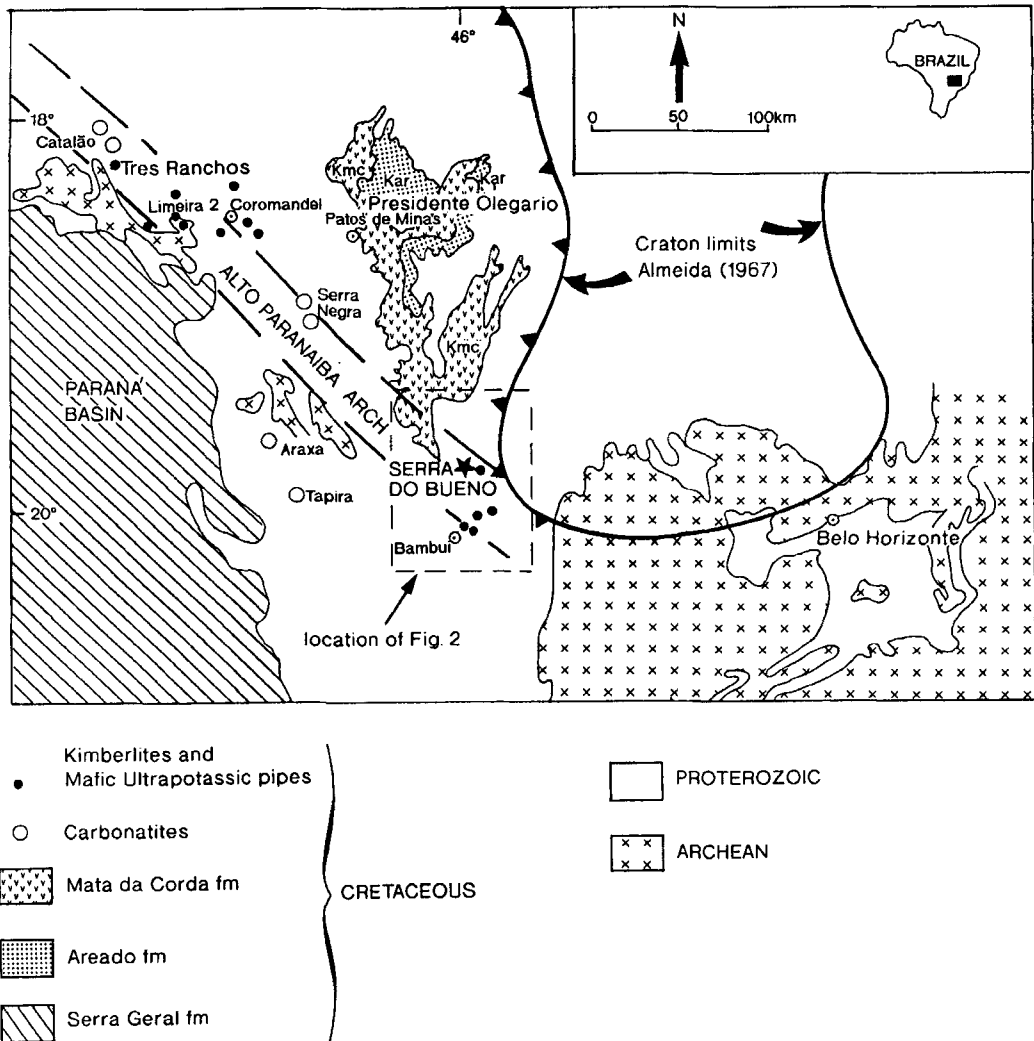 46°
N
BRAZIL
0 50 100km
18°
Catalão
Tres Ranchos
Limeira 2
Coromandel
Kmc
Kar
Kar
Presidente Olegario
Patos de Minas
Craton limits
Almeida (1967)
ALTO PARANAIBA ARCH
Serra
Negra
Kmc
PARANÁ
BASIN
Araxa
SERRA
DO BUENO
Tapira
20°
Bambui
Belo Horizonte
location of Fig. 2
Kimberlites and
Mafic Ultrapotassic pipes
Carbonatites
Mata da Corda fm
Areado fm
Serra Geral fm
CRETACEOUS
PROTEROZOIC
ARCHEAN